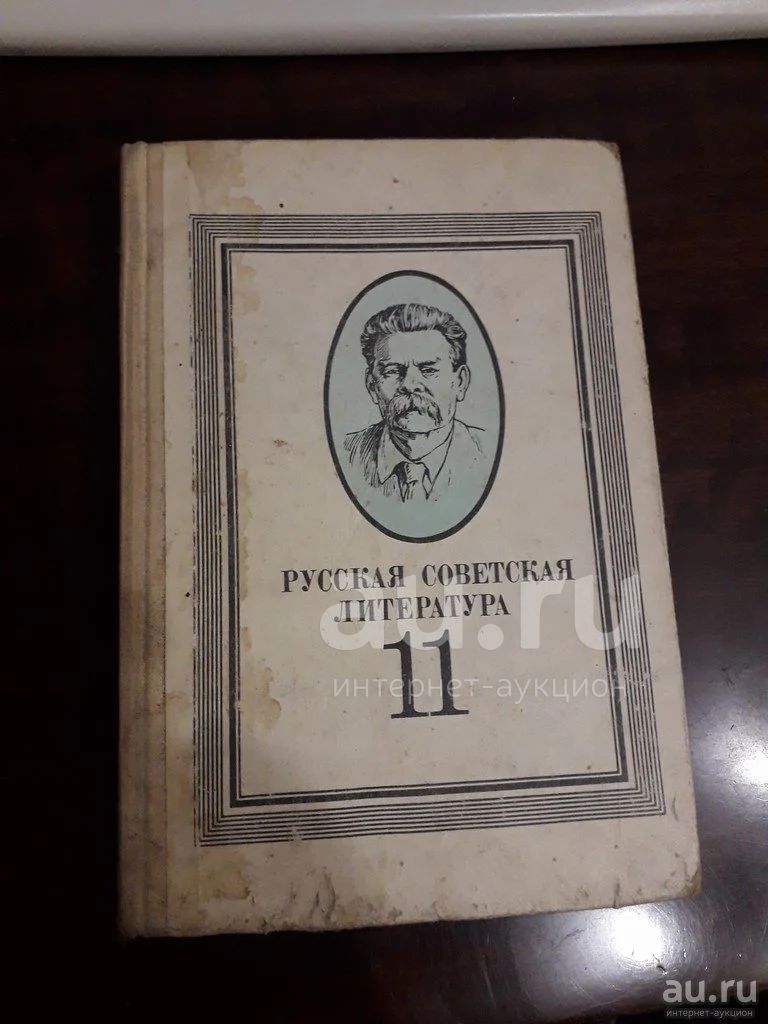 РУССКАЯ СОВЕТСКАЯ
ЛИТЕРАТУРА
11
au.ru
интернет-аукцион
au.ru
интернет-аукцион